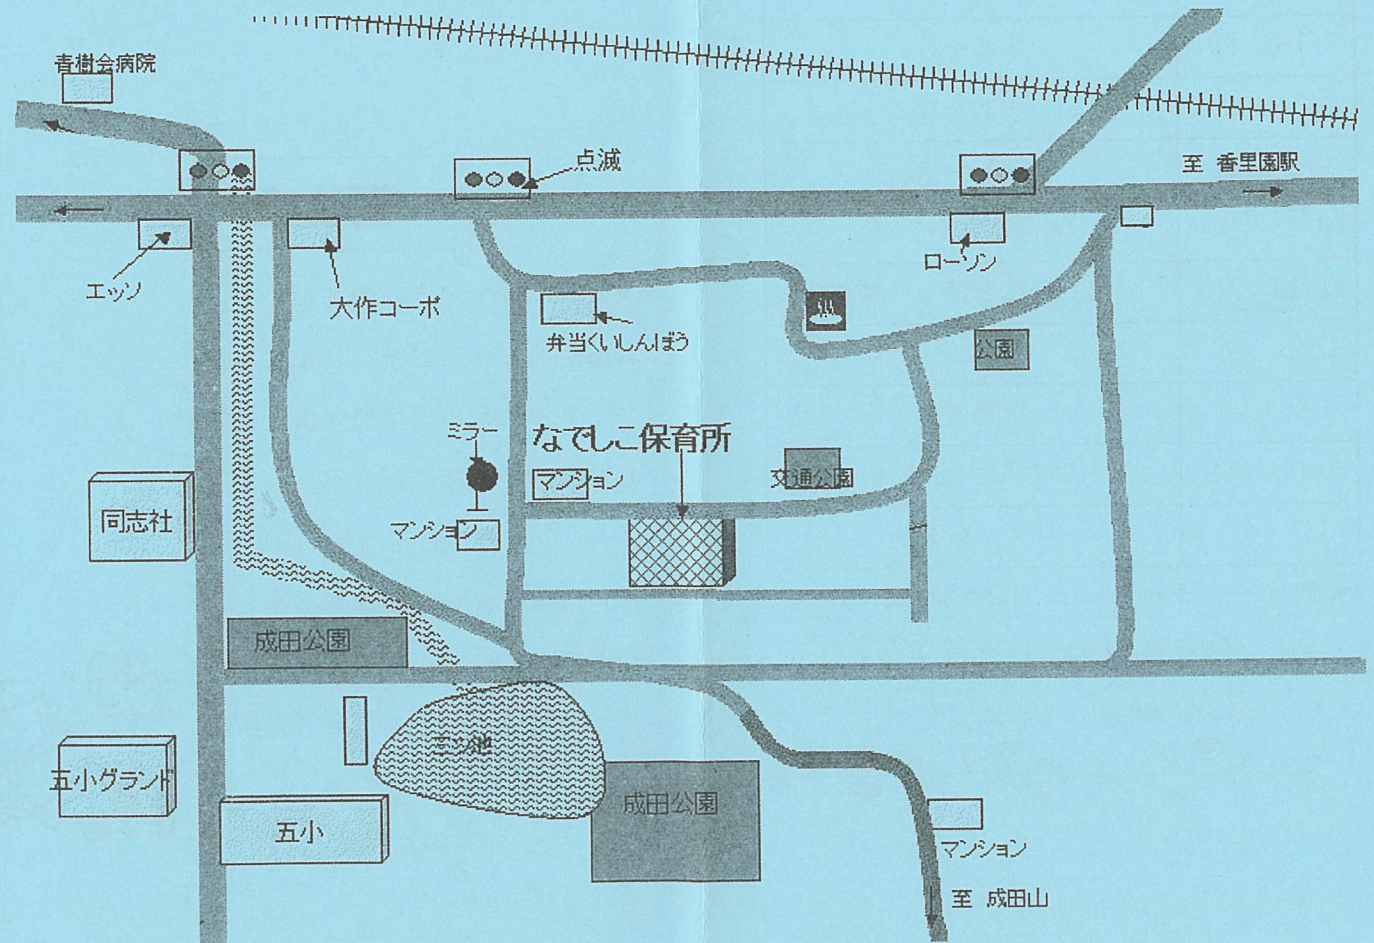 青樹会病院
点滅
至 香里園駅
エッソ
大作コーポ
ローソン
弁当くいしんぼう
公園
ミラー
なでしこ保育所
マンション
交通公園
同志社
マンション
成田公園
三ツ池
五小グランド
成田公園
五小
マンション
至 成田山